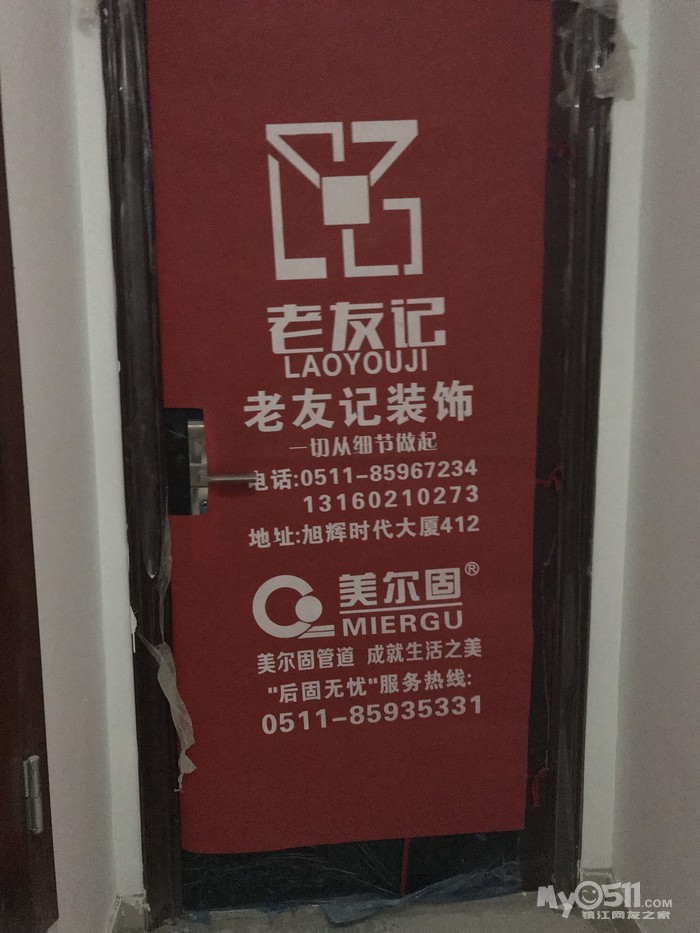 老友记
LAOYOUJI
老友记装饰
一切从细节做起
电话:0511-85967234
13160210273
地址:旭辉时代大厦412
美尔固®
MIERGU
美尔固管道 成就生活之美
"后固无忧"服务热线:
0511-85935331
My0511.com
镇江网友之家